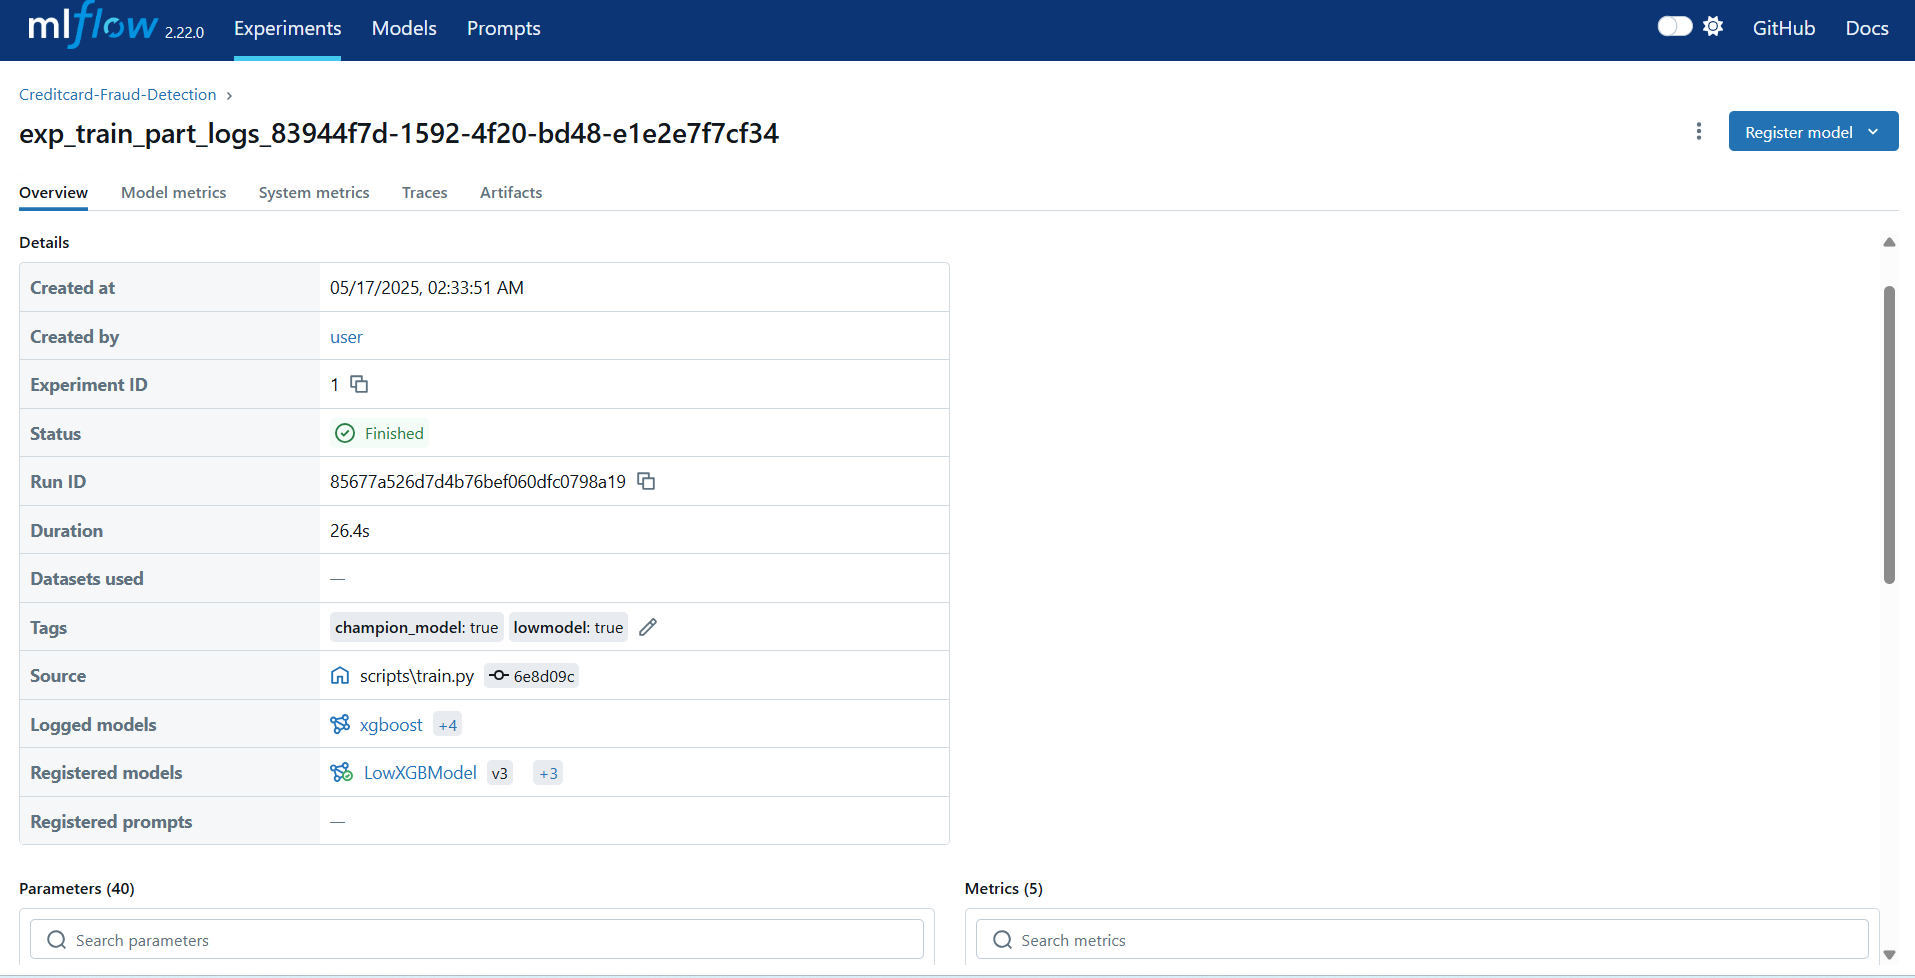 mlflow 2.22.0 Experiments Models Prompts GitHub Docs
Creditcard-Fraud-Detection
exp_train_part_logs_83944f7d-1592-4f20-bd48-e1e2e7f7cf34
Register model
Overview Model metrics System metrics Traces Artifacts
Details
Created at 05/17/2025, 02:33:51 AM
Created by user
Experiment ID 1
Status Finished
Run ID 85677a526d7d4b76bef060dfc0798a19
Duration 26.4s
Datasets used —
Tags champion_model: true lowmodel: true
Source scripts\train.py 6e8d09c
Logged models xgboost +4
Registered models LowXGBModel v3 +3
Registered prompts —
Parameters (40) Metrics (5)
Search parameters Search metrics